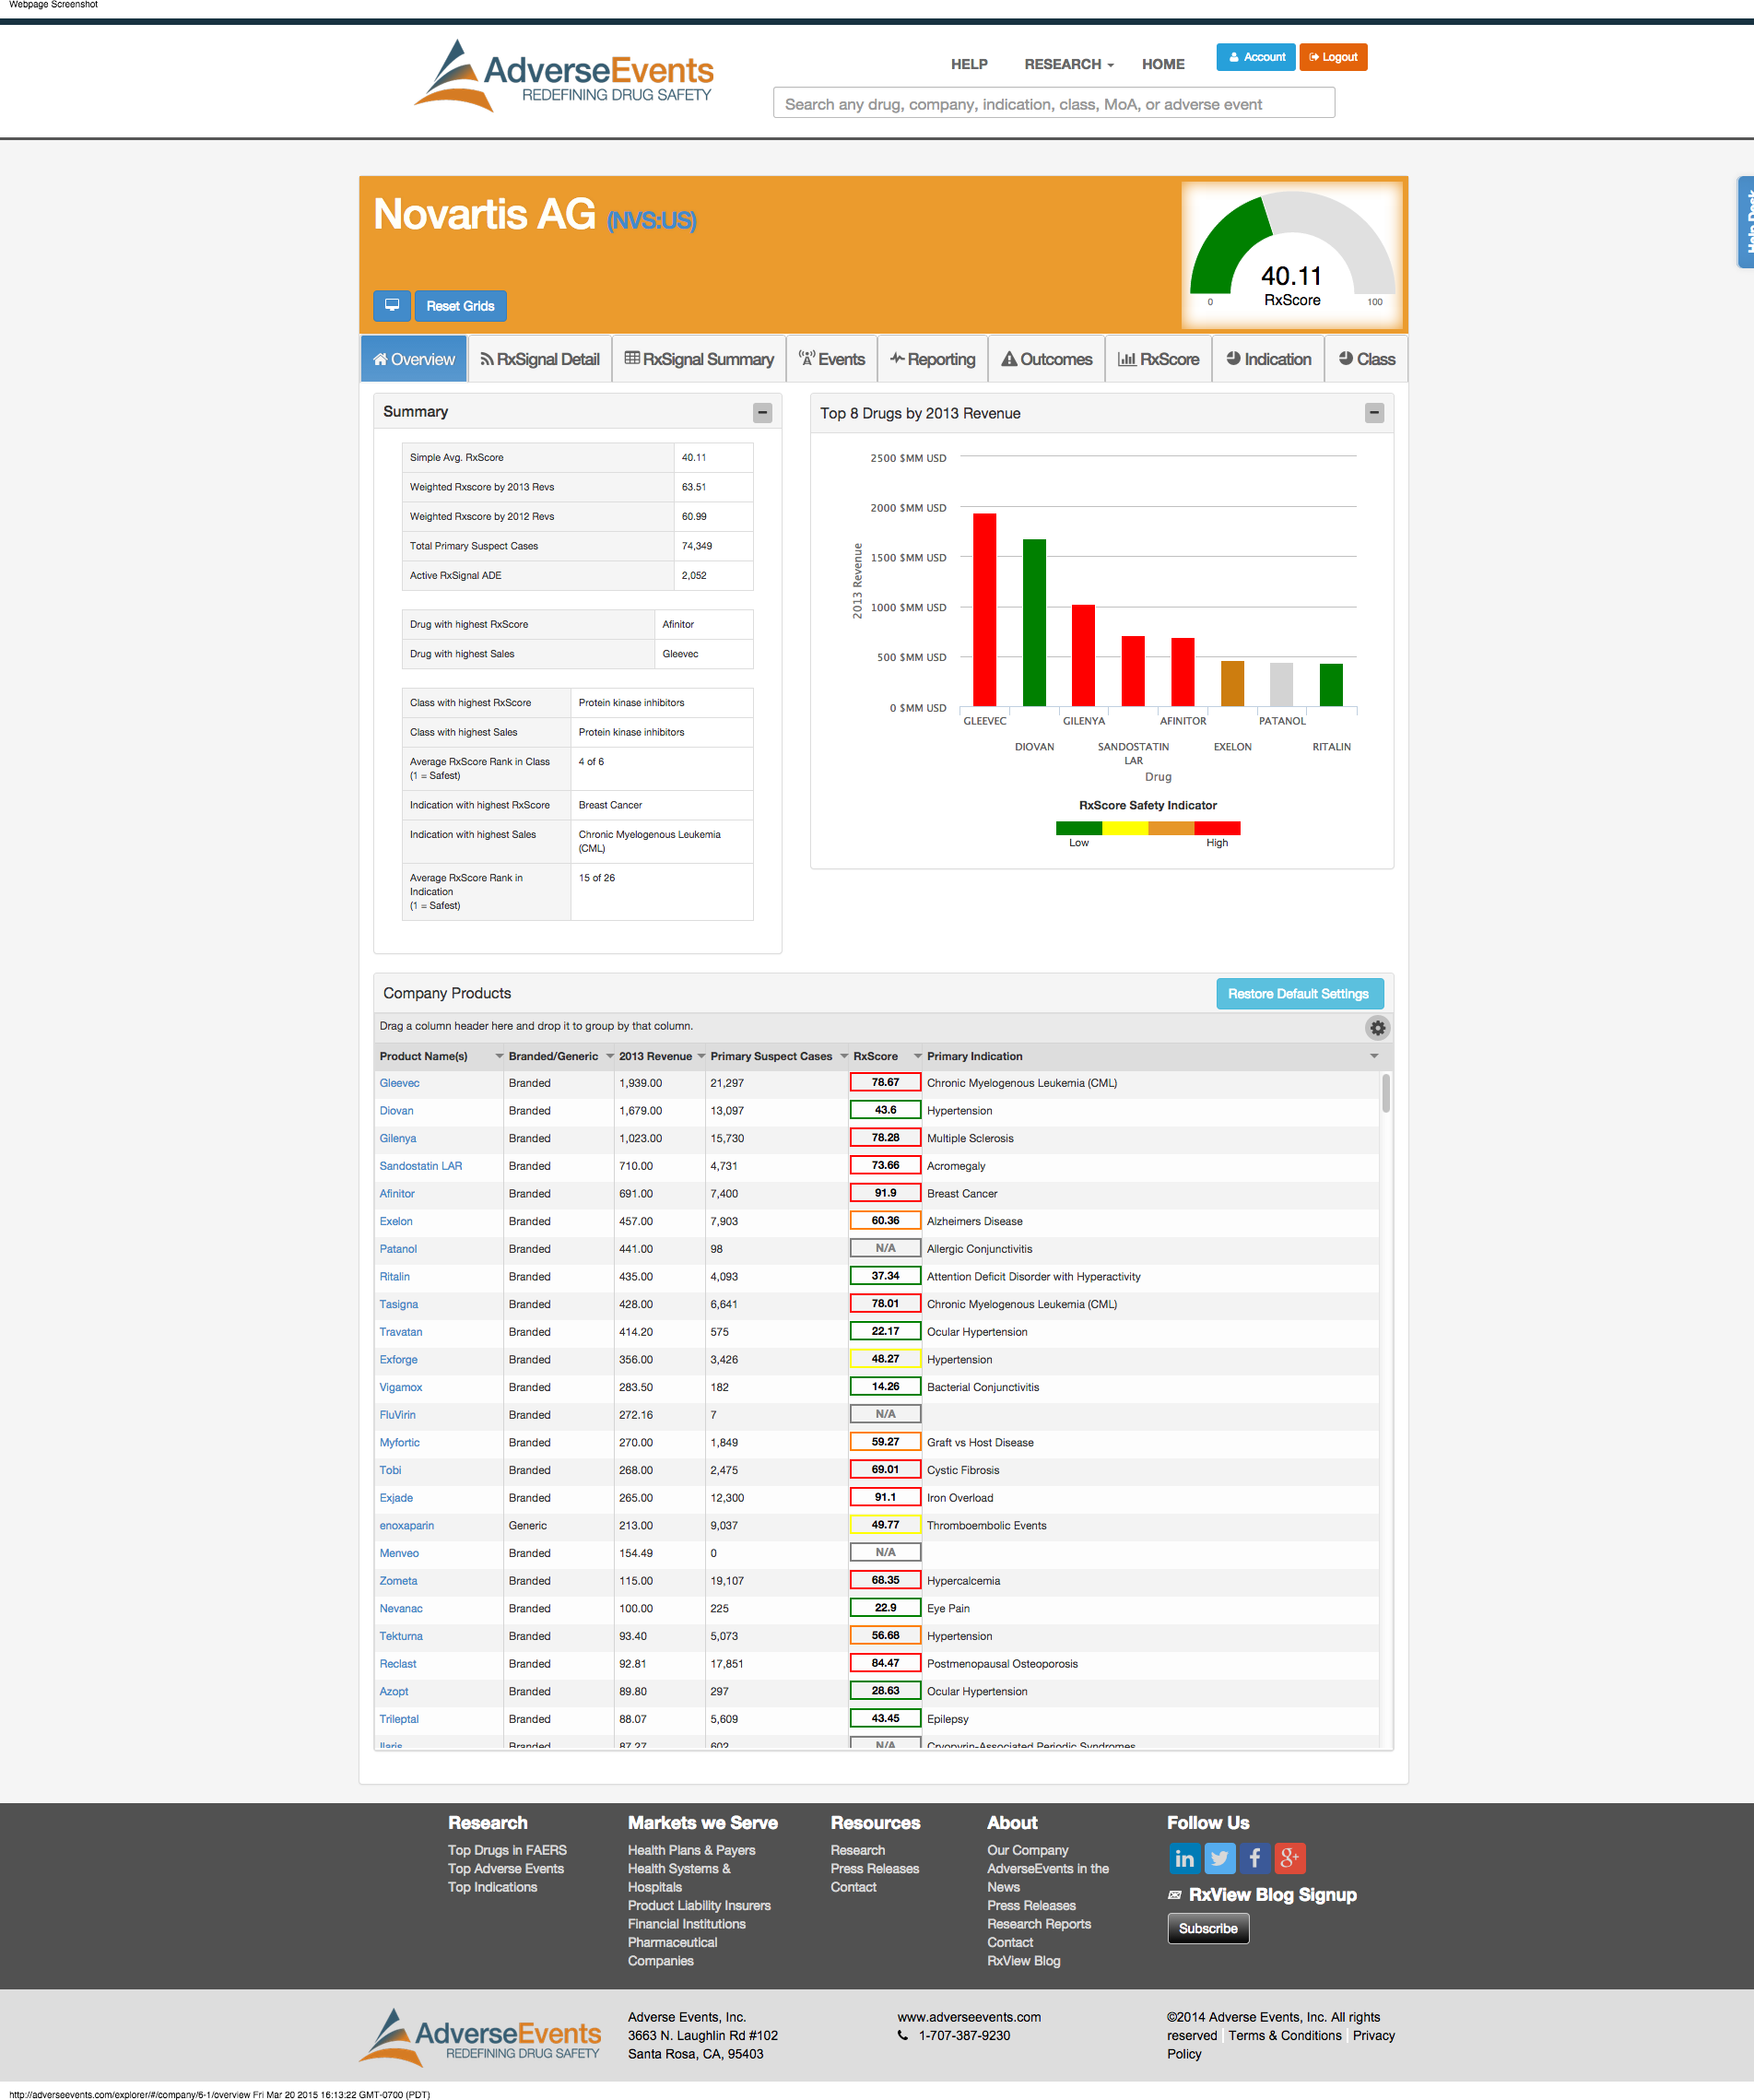 Webpage Screenshot
AdverseEvents
REDEFINING DRUG SAFETY
HELP RESEARCH HOME Account Logout
Search any drug, company, indication, class, MoA, or adverse event
Help Desk
Novartis AG (NVS:US)
40.11
RxScore
0 100
Reset Grids
Overview RxSignal Detail RxSignal Summary Events Reporting Outcomes RxScore Indication Class
Summary
Simple Avg. RxScore 40.11
Weighted Rxscore by 2013 Revs 63.51
Weighted Rxscore by 2012 Revs 60.99
Total Primary Suspect Cases 74,349
Active RxSignal ADE 2,052
Drug with highest RxScore Afinitor
Drug with highest Sales Gleevec
Class with highest RxScore Protein kinase inhibitors
Class with highest Sales Protein kinase inhibitors
Average RxScore Rank in Class 4 of 6
(1 = Safest)
Indication with highest RxScore Breast Cancer
Indication with highest Sales Chronic Myelogenous Leukemia
(CML)
Average RxScore Rank in 15 of 26
Indication
(1 = Safest)
Top 8 Drugs by 2013 Revenue
2500 $MM USD
2000 $MM USD
1500 $MM USD
1000 $MM USD
500 $MM USD
0 $MM USD
2013 Revenue
GLEEVEC GILENYA AFINITOR PATANOL
DIOVAN SANDOSTATIN EXELON RITALIN
LAR
Drug
RxScore Safety Indicator
Low High
Company Products
Restore Default Settings
Drag a column header here and drop it to group by that column.
Product Name(s) Branded/Generic 2013 Revenue Primary Suspect Cases RxScore Primary Indication
Gleevec Branded 1,939.00 21,297 78.67 Chronic Myelogenous Leukemia (CML)
Diovan Branded 1,679.00 13,097 43.6 Hypertension
Gilenya Branded 1,023.00 15,730 78.28 Multiple Sclerosis
Sandostatin LAR Branded 710.00 4,731 73.66 Acromegaly
Afinitor Branded 691.00 7,400 91.9 Breast Cancer
Exelon Branded 457.00 7,903 60.36 Alzheimers Disease
Patanol Branded 441.00 98 N/A Allergic Conjunctivitis
Ritalin Branded 435.00 4,093 37.34 Attention Deficit Disorder with Hyperactivity
Tasigna Branded 428.00 6,641 78.01 Chronic Myelogenous Leukemia (CML)
Travatan Branded 414.20 575 22.17 Ocular Hypertension
Exforge Branded 356.00 3,426 48.27 Hypertension
Vigamox Branded 283.50 182 14.26 Bacterial Conjunctivitis
FluVirin Branded 272.16 7 N/A
Myfortic Branded 270.00 1,849 59.27 Graft vs Host Disease
Tobi Branded 268.00 2,475 69.01 Cystic Fibrosis
Exjade Branded 265.00 12,300 91.1 Iron Overload
enoxaparin Generic 213.00 9,037 49.77 Thromboembolic Events
Menveo Branded 154.49 0 N/A
Zometa Branded 115.00 19,107 68.35 Hypercalcemia
Nevanac Branded 100.00 225 22.9 Eye Pain
Tekturna Branded 93.40 5,073 56.68 Hypertension
Reclast Branded 92.81 17,851 84.47 Postmenopausal Osteoporosis
Azopt Branded 89.80 297 28.63 Ocular Hypertension
Trileptal Branded 88.07 5,609 43.45 Epilepsy
Ilaris Branded 87.27 602 N/A Cryopyrin-Associated Periodic Syndromes
Research
Top Drugs in FAERS
Top Adverse Events
Top Indications
Markets we Serve
Health Plans & Payers
Health Systems &
Hospitals
Product Liability Insurers
Financial Institutions
Pharmaceutical
Companies
Resources
Research
Press Releases
Contact
About
Our Company
AdverseEvents in the
News
Press Releases
Research Reports
Contact
RxView Blog
Follow Us
RxView Blog Signup
Subscribe
AdverseEvents
REDEFINING DRUG SAFETY
Adverse Events, Inc.
3663 N. Laughlin Rd #102
Santa Rosa, CA, 95403
www.adverseevents.com
1-707-387-9230
©2014 Adverse Events, Inc. All rights
reserved | Terms & Conditions | Privacy
Policy
http://adverseevents.com/explorer/#/company/6-1/overview Fri Mar 20 2015 16:13:22 GMT-0700 (PDT)